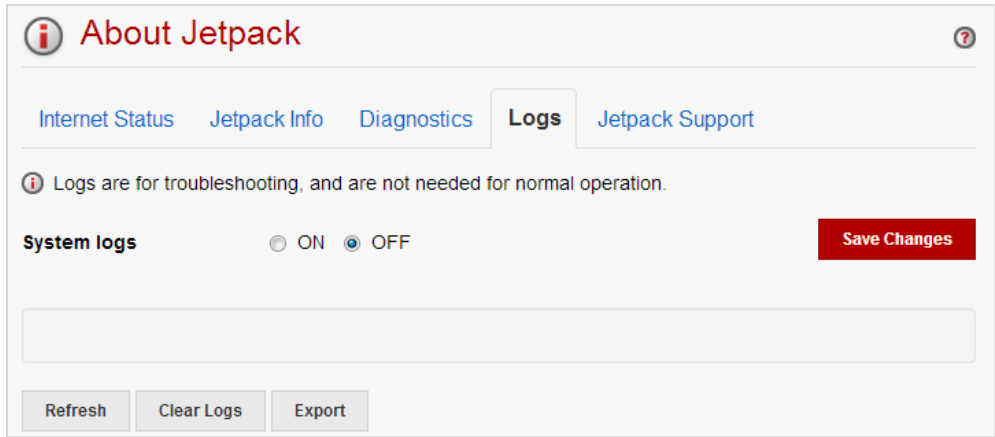 About Jetpack
Internet Status Jetpack Info Diagnostics Logs Jetpack Support
Logs are for troubleshooting, and are not needed for normal operation.
System logs ON OFF Save Changes
Refresh Clear Logs Export